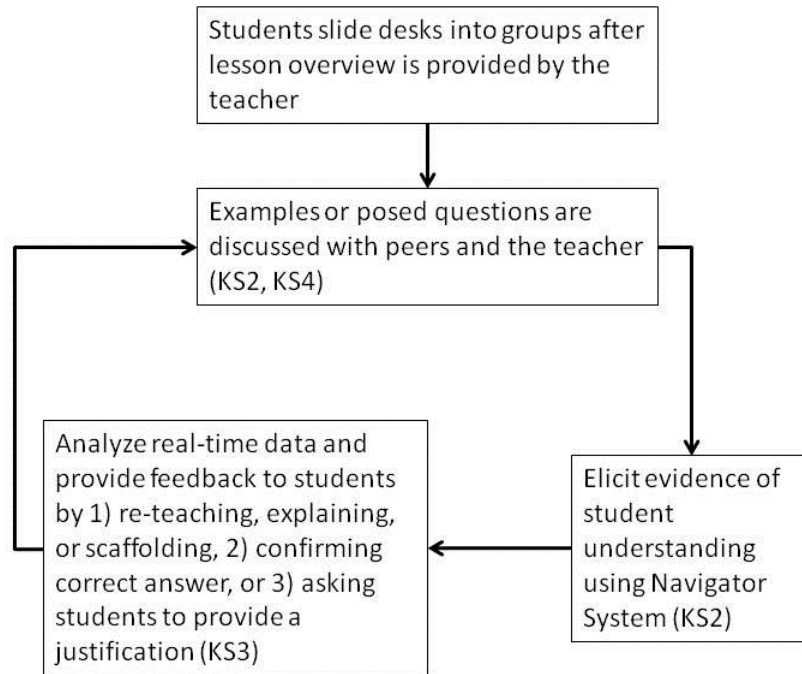 Students slide desks into groups after
lesson overview is provided by the
teacher
Examples or posed questions are
discussed with peers and the teacher
(KS2, KS4)
Analyze real-time data and
provide feedback to students
by 1) re-teaching, explaining,
or scaffolding, 2) confirming
correct answer, or 3) asking
students to provide a
justification (KS3)
Elicit evidence of
student
understanding
using Navigator
System (KS2)